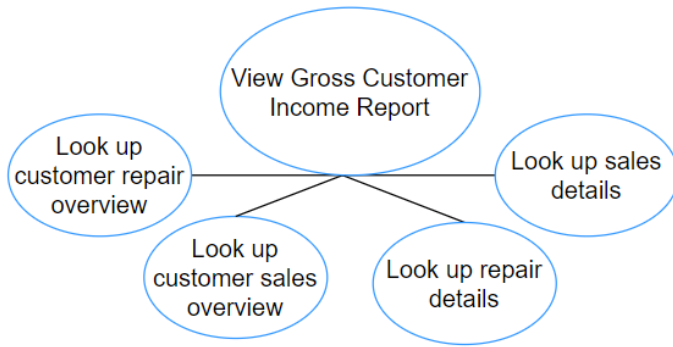 View Gross Customer
Income Report
Look up
customer repair
overview
Look up
customer sales
overview
Look up repair
details
Look up sales
details